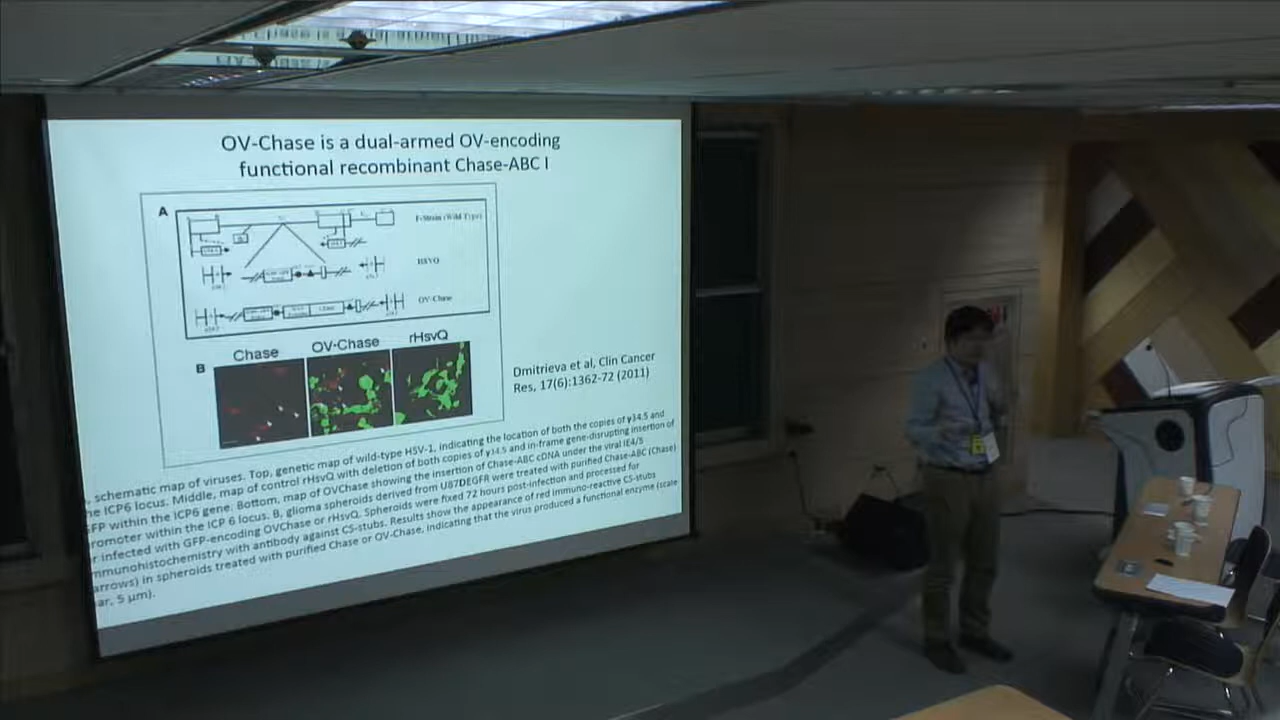 OV-Chase is a dual-armed OV-encoding
functional recombinant Chase-ABC I
A
F-Strain (Wild Type)
HSVQ
OV-Chase
B
Chase
OV-Chase
rHsvQ
Dmitrieva et al, Clin Cancer
Res, 17(6):1362-72 (2011)
, schematic map of viruses. Top, genetic map of wild-type HSV-1, indicating the location of both the copies of γ34.5 and
he ICP6 locus. Middle, map of control rHsvQ with deletion of both copies of γ34.5 and in-frame gene-disrupting insertion of
GFP within the ICP6 gene. Bottom, map of OVChase showing the insertion of Chase-ABC cDNA under the viral IE4/5
romoter within the ICP 6 locus. B, glioma spheroids derived from U87DEGFR were treated with purified Chase-ABC (Chase)
r infected with GFP-encoding OVChase or rHsvQ. Spheroids were fixed 72 hours post-infection and processed for
mmunohistochemistry with antibody against CS-stubs. Results show the appearance of red immuno-reactive CS-stubs
arrows) in spheroids treated with purified Chase or OV-Chase, indicating that the virus produced a functional enzyme (scale
ar, 5 μm).